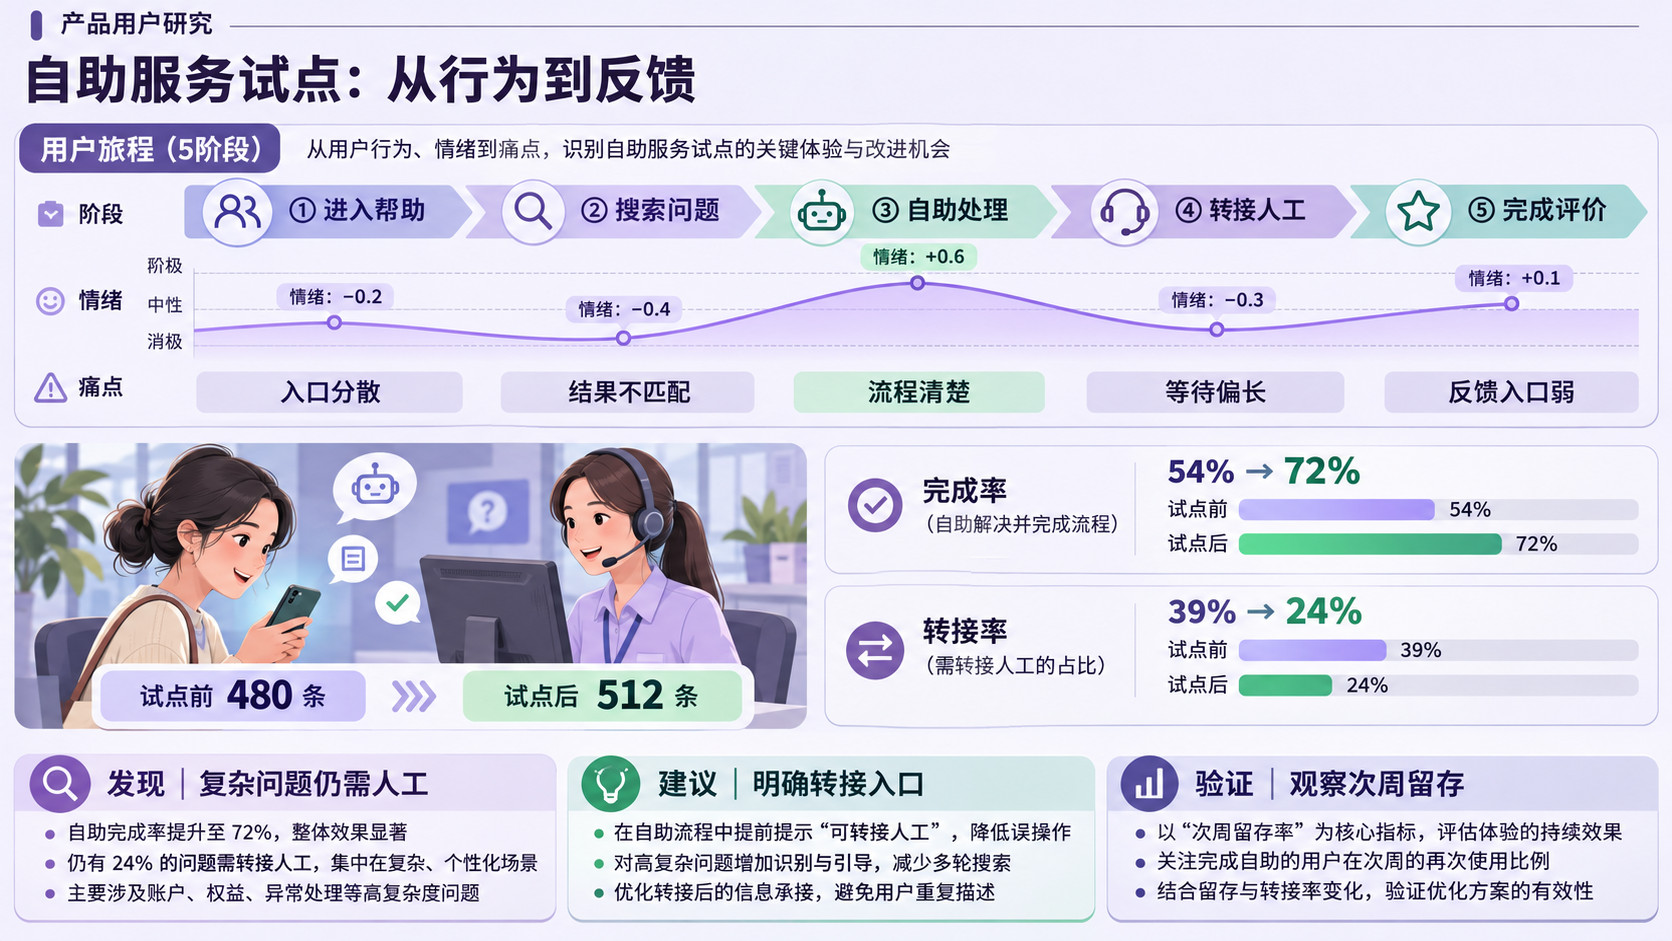 产品用户研究
自助服务试点：从行为到反馈
用户旅程（5阶段）
从用户行为、情绪到痛点，识别自助服务试点的关键体验与改进机会
阶段
① 进入帮助
② 搜索问题
③ 自助处理
④ 转接人工
⑤ 完成评价
情绪
阶极
中性
消极
情绪：−0.2
情绪：−0.4
情绪：+0.6
情绪：−0.3
情绪：+0.1
痛点
入口分散
结果不匹配
流程清楚
等待偏长
反馈入口弱
?
试点前 480 条
试点后 512 条
完成率
（自助解决并完成流程）
54% → 72%
试点前 54%
试点后 72%
转接率
（需转接人工的占比）
39% → 24%
试点前 39%
试点后 24%
发现｜复杂问题仍需人工
自助完成率提升至 72%，整体效果显著
仍有 24% 的问题需转接人工，集中在复杂、个性化场景
主要涉及账户、权益、异常处理等高复杂度问题
建议｜明确转接入口
在自助流程中提前提示“可转接人工”，降低误操作
对高复杂问题增加识别与引导，减少多轮搜索
优化转接后的信息承接，避免用户重复描述
验证｜观察次周留存
以“次周留存率”为核心指标，评估体验的持续效果
关注完成自助的用户在次周的再次使用比例
结合留存与转接率变化，验证优化方案的有效性